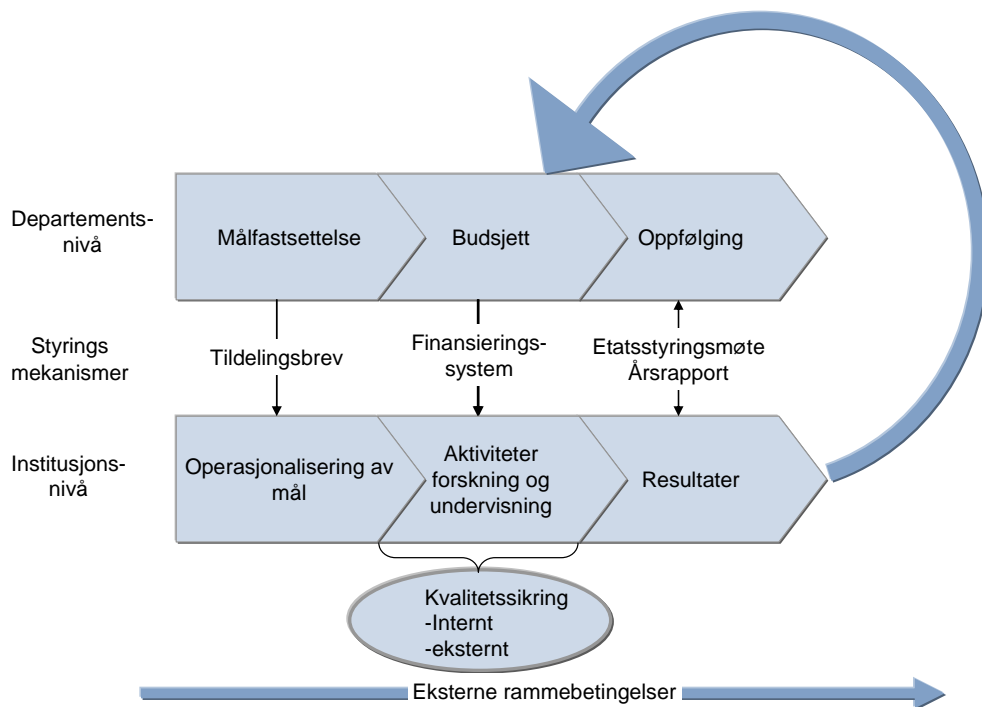 Departements-
nivå
Målfastsettelse
Budsjett
Oppfølging
Styrings
mekanismer
Tildelingsbrev
Finansierings-
system
Etatsstyringsmøte
Årsrapport
Institusjons-
nivå
Operasjonalisering av
mål
Aktiviteter
forskning og
undervisning
Resultater
Kvalitetssikring
-Internt
-eksternt
Eksterne rammebetingelser